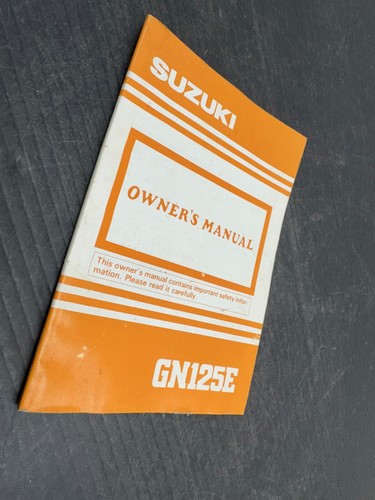 SUZUKI
OWNER'S MANUAL
This owner's manual contains important safety infor-
mation. Please read it carefully
GN125E